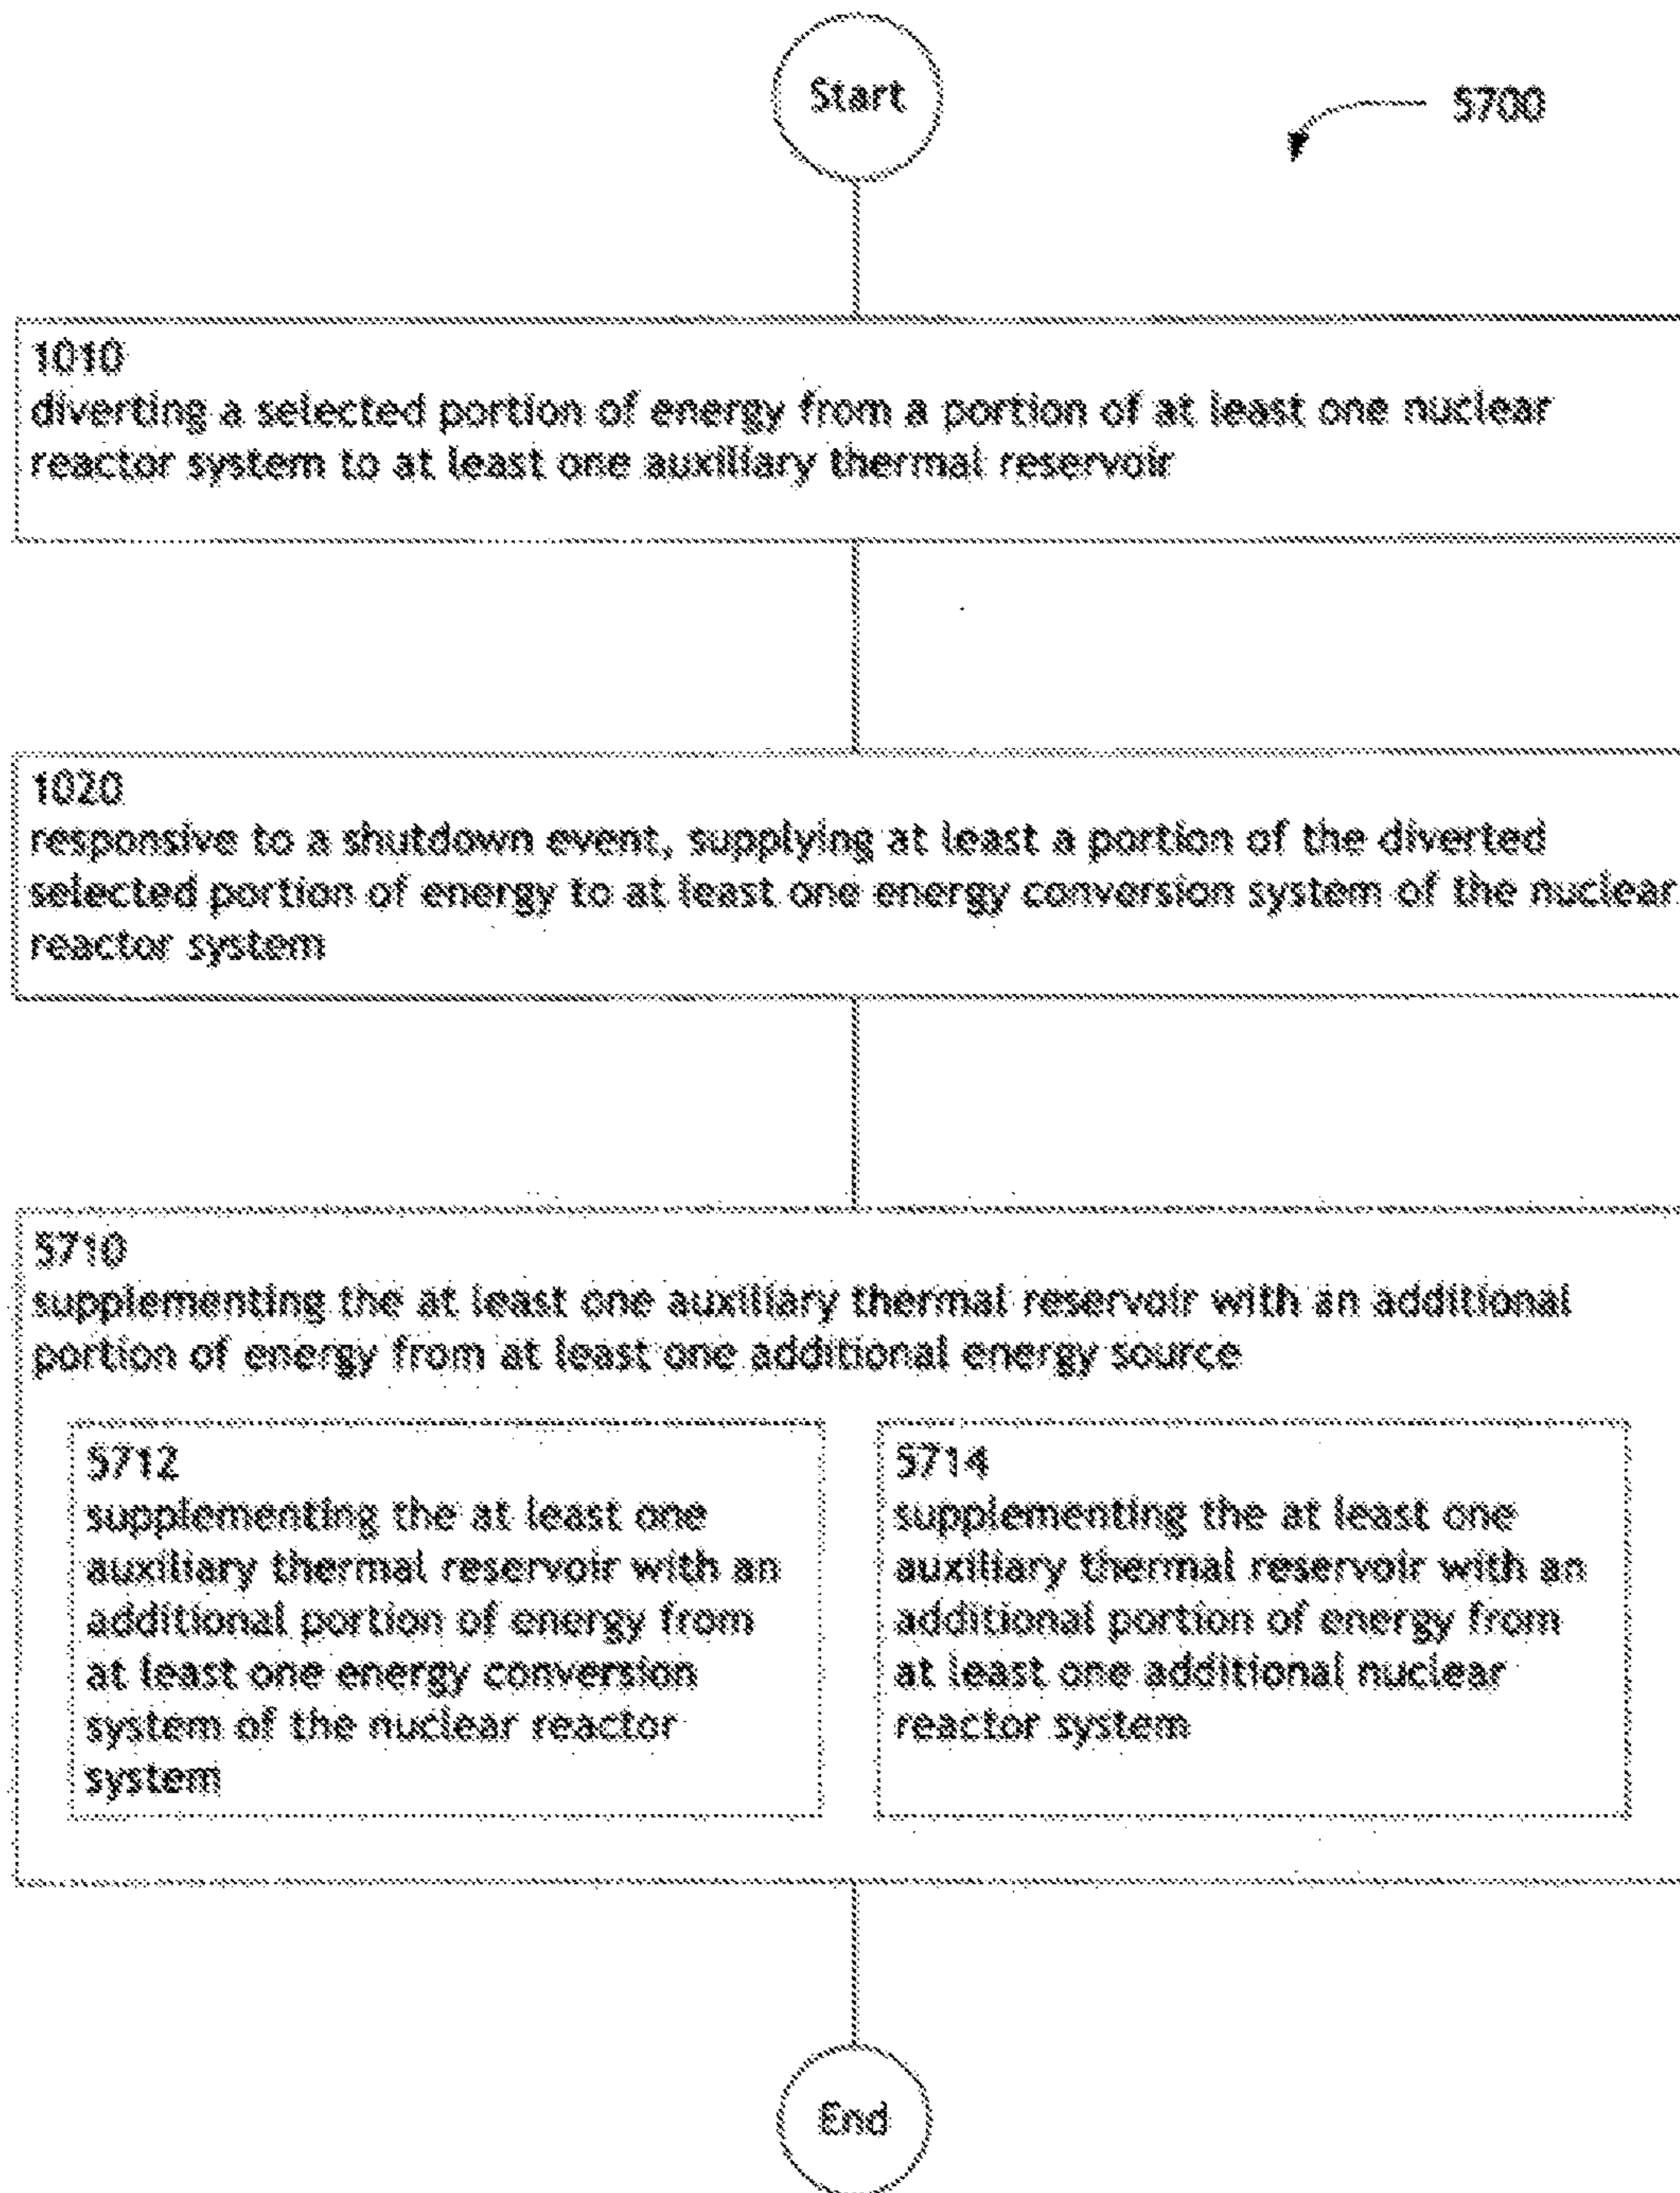 Start
5700
1010
diverting a selected portion of energy from a portion of at least one nuclear
reactor system to at least one auxiliary thermal reservoir
1020
responsive to a shutdown event, supplying at least a portion of the diverted
selected portion of energy to at least one energy conversion system of the nuclear
reactor system
5710
supplementing the at least one auxiliary thermal reservoir with an additional
portion of energy from at least one additional energy source
5712
supplementing the at least one
auxiliary thermal reservoir with an
additional portion of energy from
at least one energy conversion
system of the nuclear reactor
system
5714
supplementing the at least one
auxiliary thermal reservoir with an
additional portion of energy from
at least one additional nuclear
reactor system
End